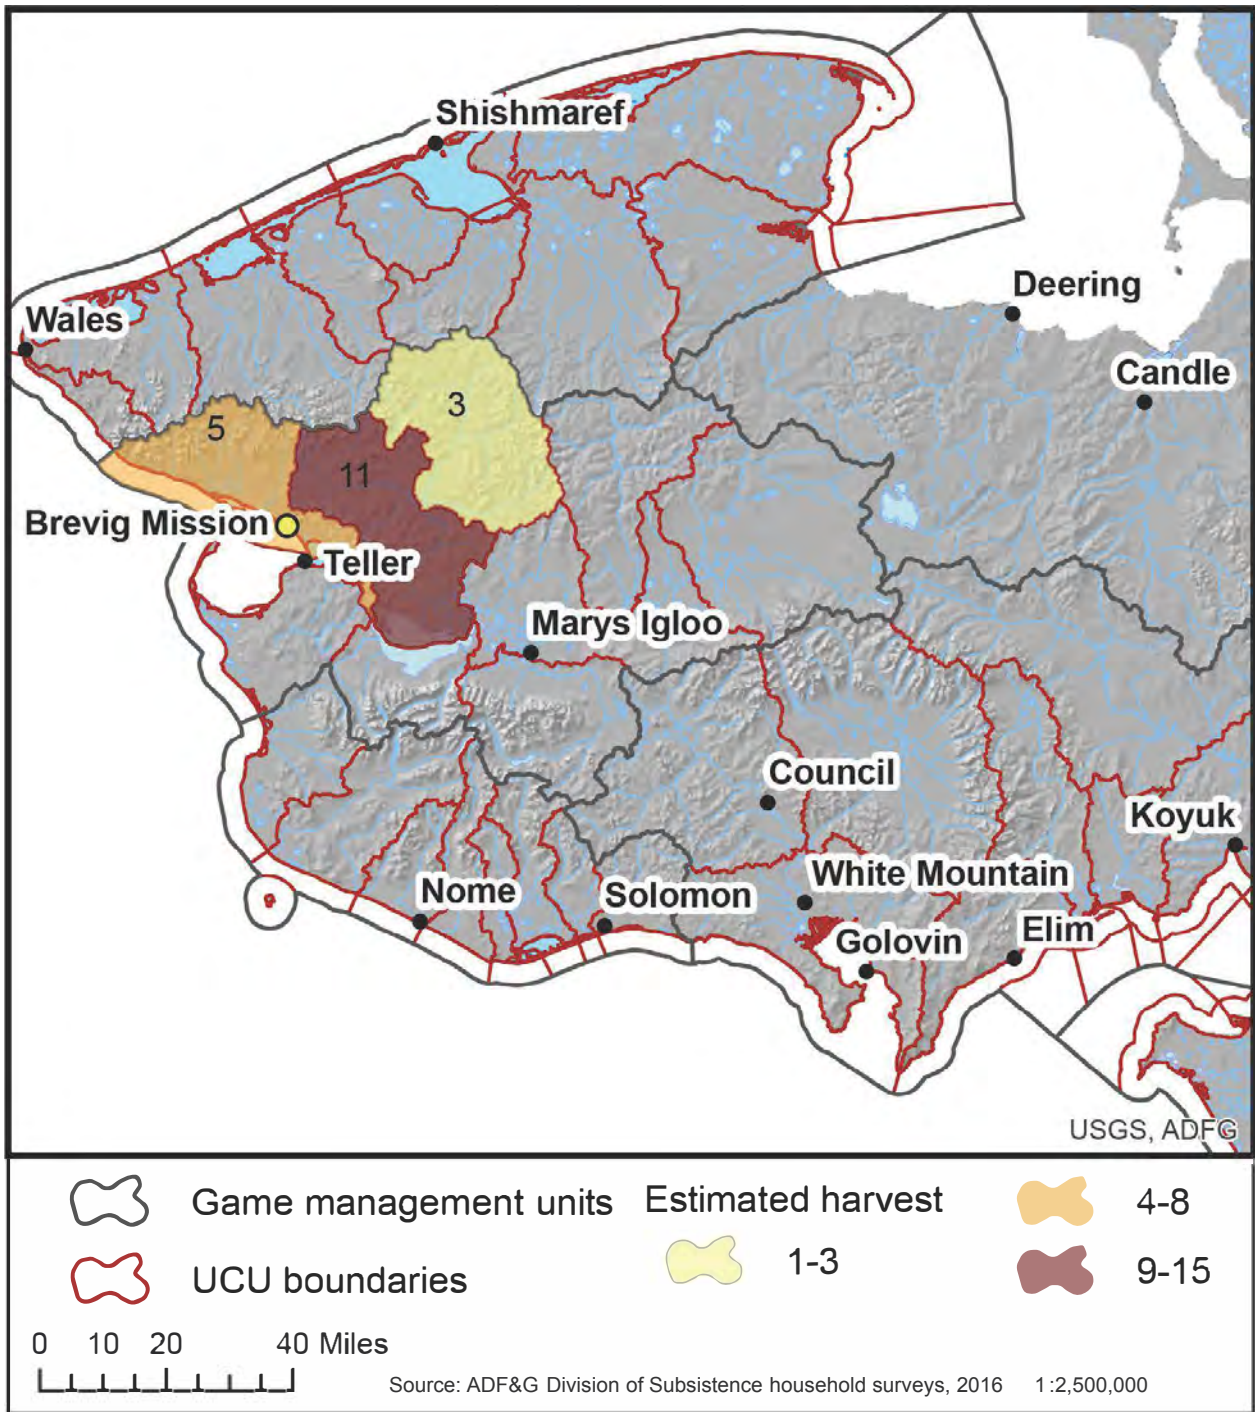 Shishmaref
Deering
Wales
Candle
3
5
11
Brevig Mission
Teller
Marys Igloo
Council
Koyuk
White Mountain
Nome
Solomon
Elim
Golovin
USGS, ADFG
Game management units
Estimated harvest
4-8
UCU boundaries
1-3
9-15
0 10 20 40 Miles
Source: ADF&G Division of Subsistence household surveys, 2016 1:2,500,000